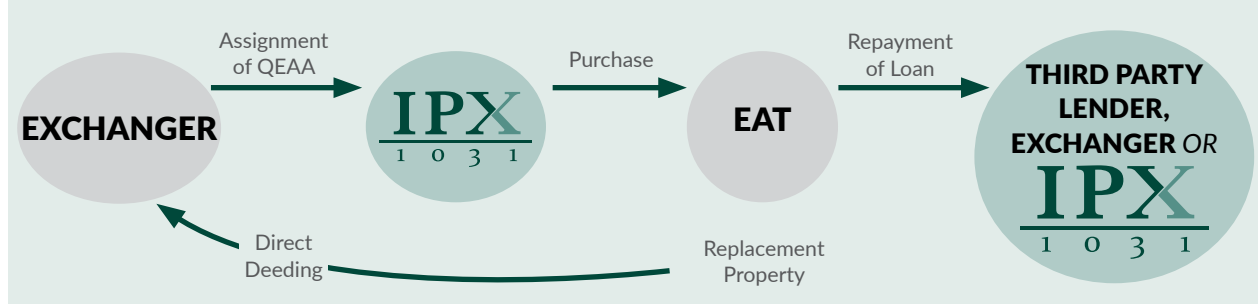 Assignment
of QEAA
EXCHANGER
IPX
1 0 3 1
Purchase
EAT
Repayment
of Loan
THIRD PARTY
LENDER,
EXCHANGER OR
IPX
1 0 3 1
Direct
Deeding
Replacement
Property